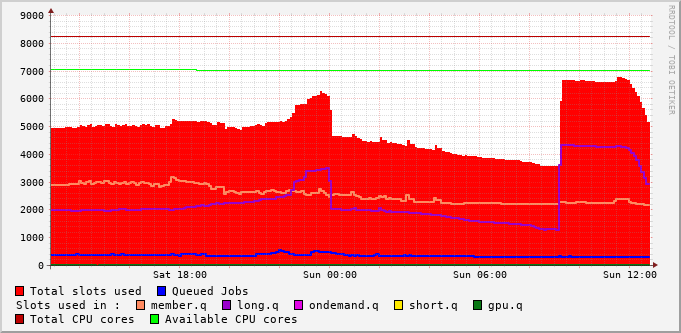 9000
8000
7000
6000
5000
4000
3000
2000
1000
0
Sat 18:00 Sun 00:00 Sun 06:00 Sun 12:00
Total slots used Queued Jobs
Slots used in : member.q long.q ondemand.q short.q gpu.q
Total CPU cores Available CPU cores
RRDTOOL / TOBI OETIKER